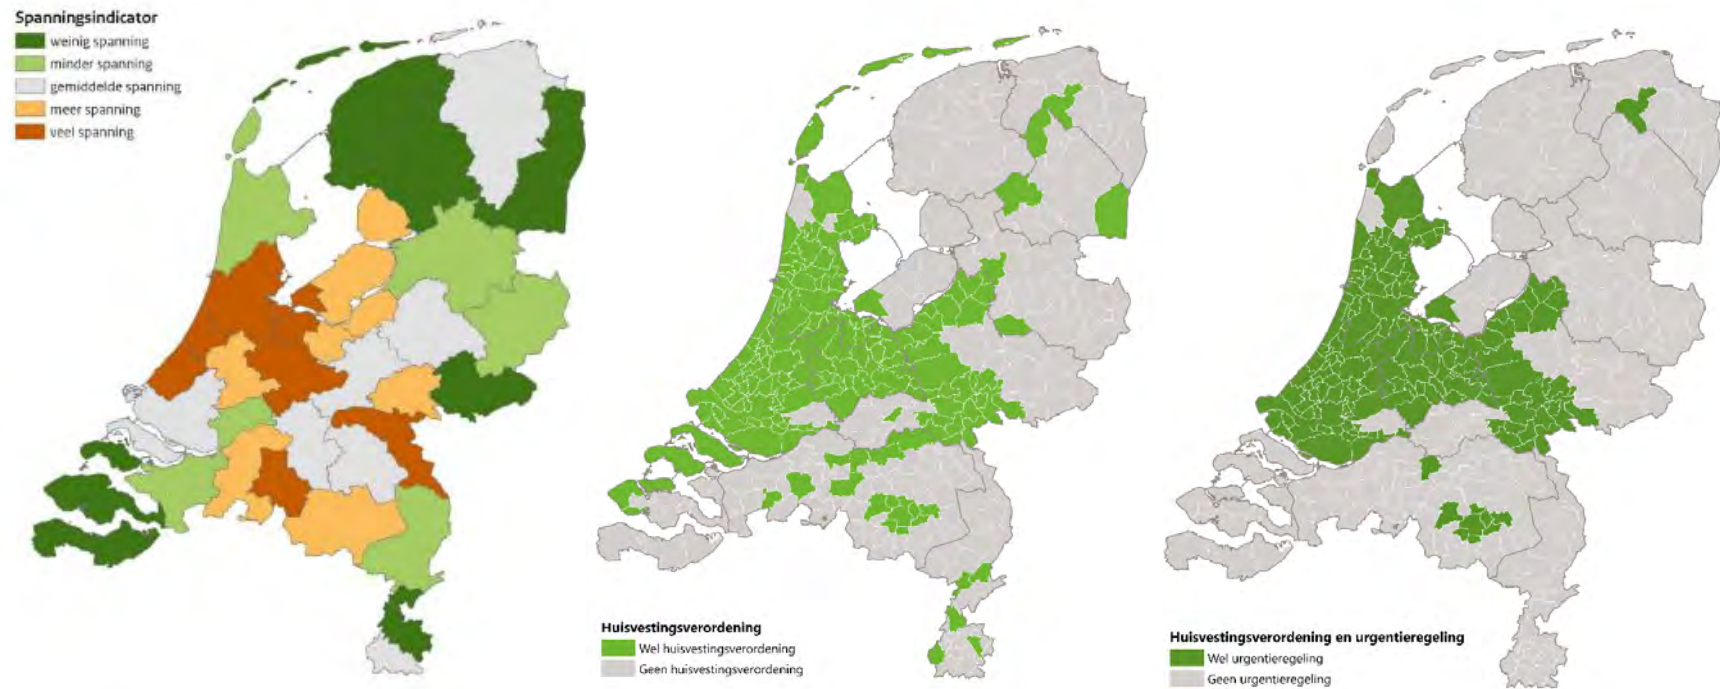 Spanningsindicator
weinig spanning
minder spanning
gemiddelde spanning
meer spanning
veel spanning
Huisvestingsverordening
Wel huisvestingsverordening
Geen huisvestingsverordening
Huisvestingsverordening en urgentieregeling
Wel urgentieregeling
Geen urgentieregeling